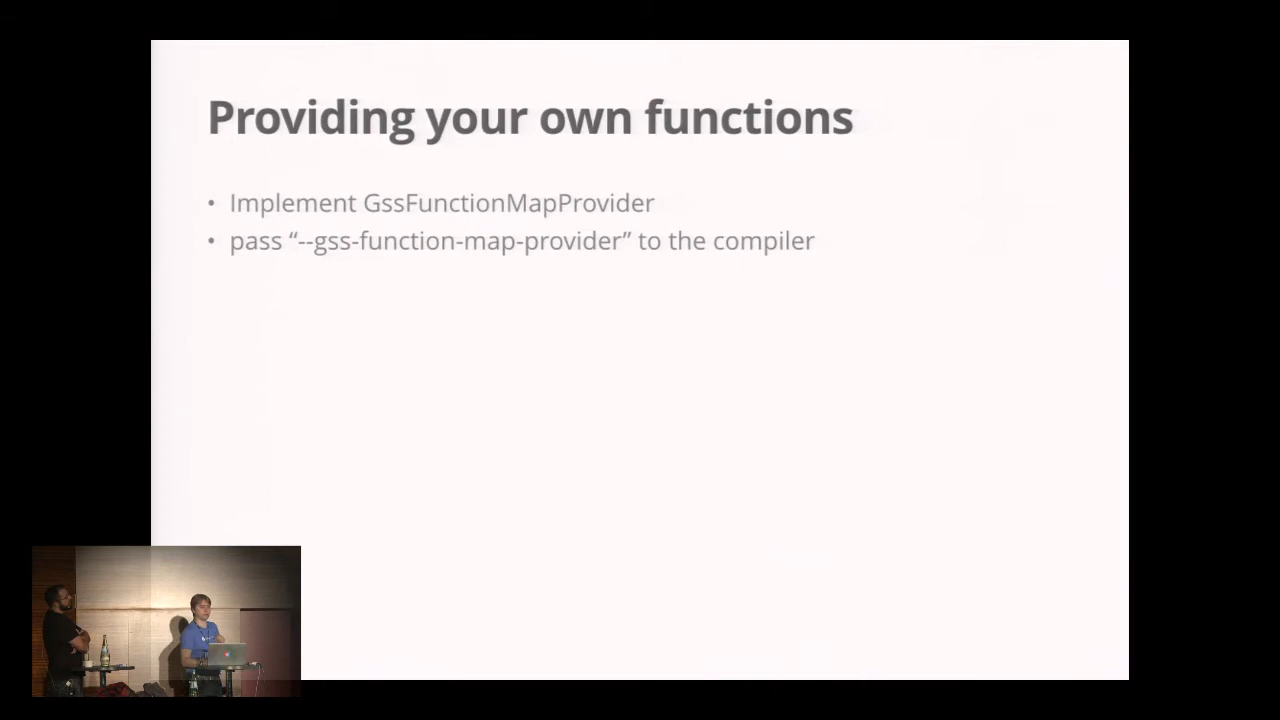 Providing your own functions
• Implement GssFunctionMapProvider
• pass “--gss-function-map-provider” to the compiler